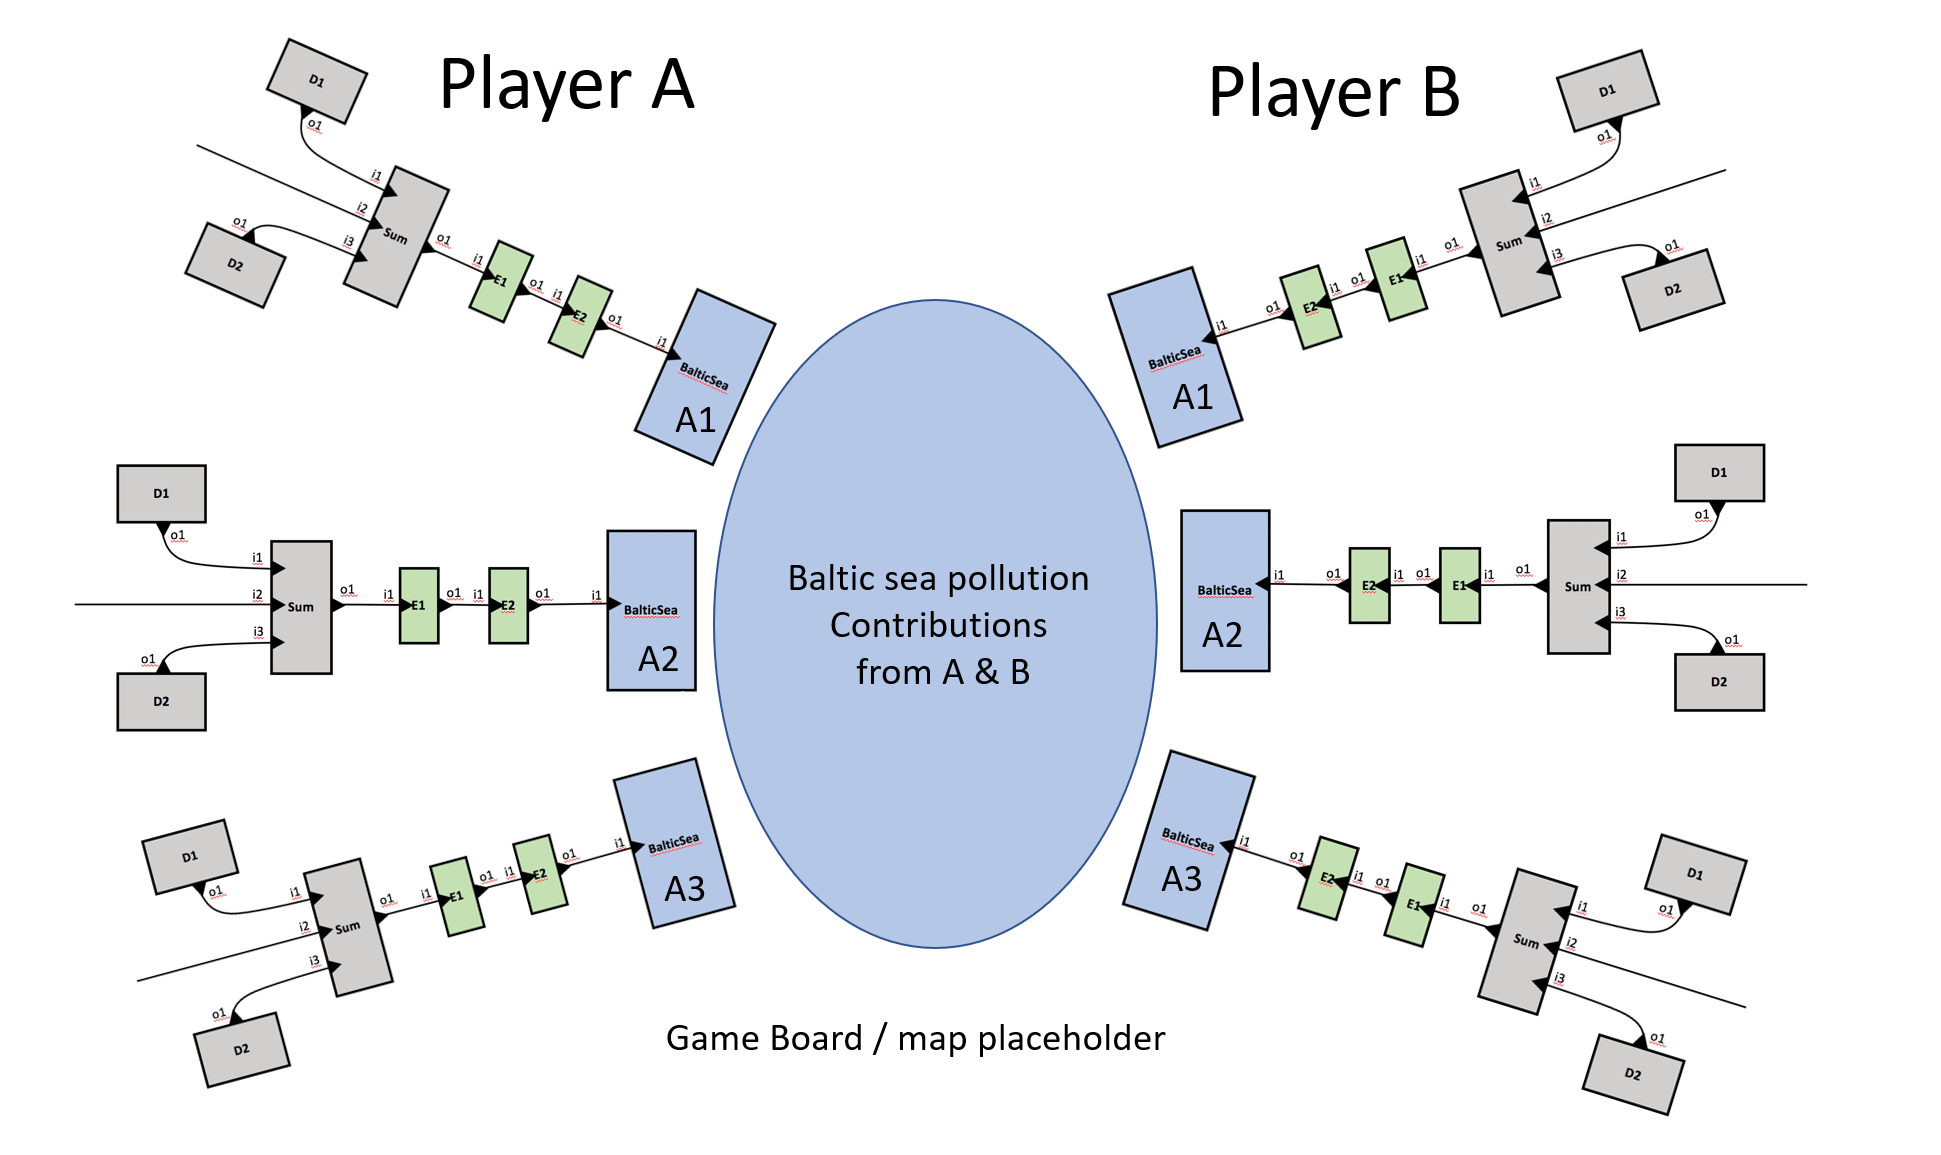 Player A
Player B
D1
o1
i1
i2
i3
o1
D2
Sum
o1
i1
E1
o1
i1
E2
o1
i1
BalticSea
A1
D1
o1
i1
i2
i3
o1
D2
Sum
o1
i1
E1
o1
i1
E2
o1
i1
BalticSea
A1
D1
o1
i1
i2
i3
o1
D2
Sum
o1
i1
E1
o1
i1
E2
o1
i1
BalticSea
A2
Baltic sea pollution
Contributions
from A & B
D1
o1
i1
i2
i3
o1
D2
Sum
o1
i1
E1
o1
i1
E2
o1
i1
BalticSea
A2
D1
o1
i1
i2
i3
o1
D2
Sum
o1
i1
E1
o1
i1
E2
o1
i1
BalticSea
A3
D1
o1
i1
i2
i3
o1
D2
Sum
o1
i1
E1
o1
i1
E2
o1
i1
BalticSea
A3
Game Board / map placeholder